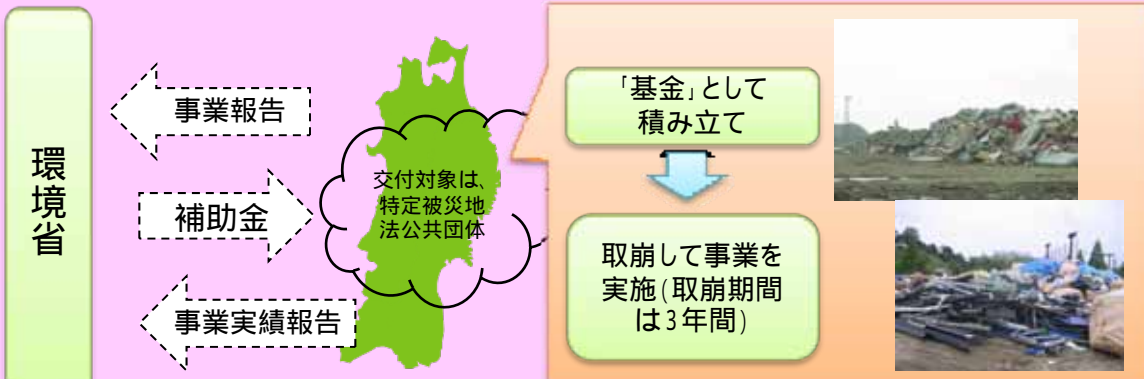 環境省
事業報告
補助金
事業実績報告
交付対象は、
特定被災地
法公共団体
「基金」として
積み立て
取崩して事業を
実施(取崩期間
は3年間)